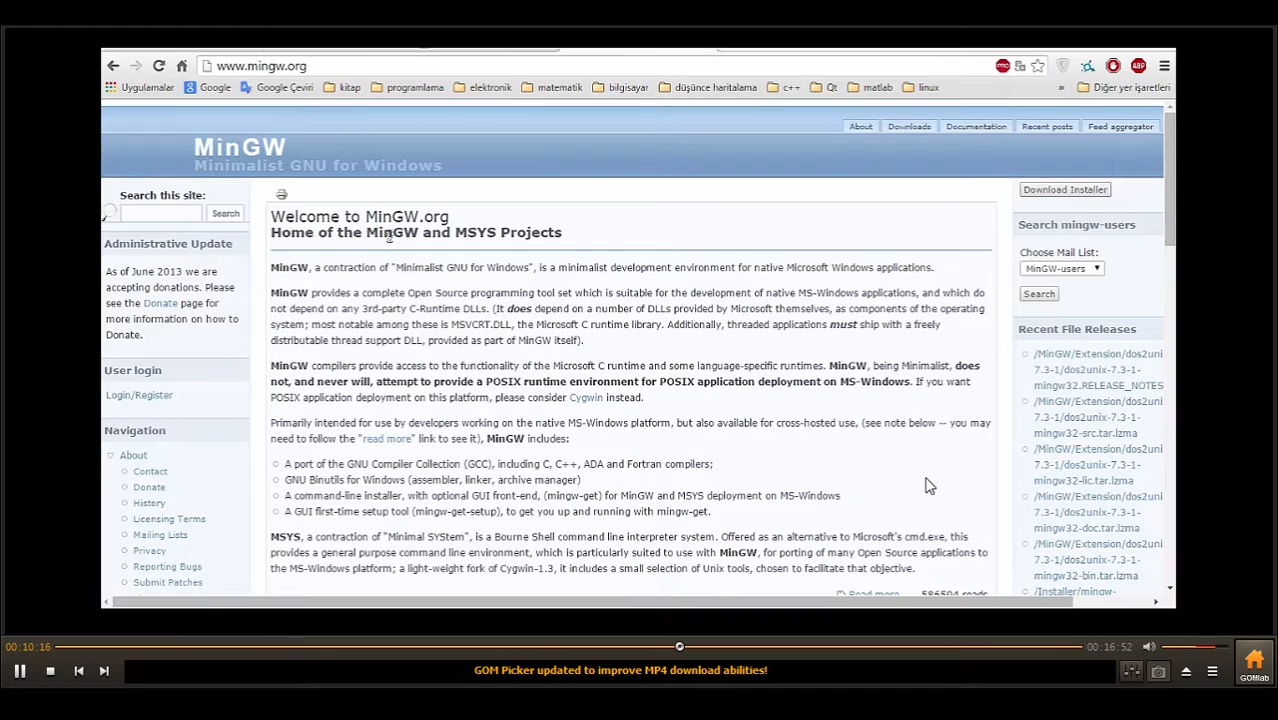 www.mingw.org
Uygulamalar Google Google Çeviri kitap programlama elektronik matematik bilgisayar düşünce haritalama c++ Qt matlab linux » Diğer yer işaretleri
About Downloads Documentation Recent posts Feed aggregator
MinGW
Minimalist GNU for Windows
Search this site:
Search
Administrative Update
As of June 2013 we are
accepting donations. Please
see the Donate page for
more information on how to
Donate.
User login
Login/Register
Navigation
About
Contact
Donate
History
Licensing Terms
Mailing Lists
Privacy
Reporting Bugs
Submit Patches
Welcome to MinGW.org
Home of the MinGW and MSYS Projects
MinGW, a contraction of "Minimalist GNU for Windows", is a minimalist development environment for native Microsoft Windows applications.
MinGW provides a complete Open Source programming tool set which is suitable for the development of native MS-Windows applications, and which do
not depend on any 3rd-party C-Runtime DLLs. (It does depend on a number of DLLs provided by Microsoft themselves, as components of the operating
system; most notable among these is MSVCRT.DLL, the Microsoft C runtime library. Additionally, threaded applications must ship with a freely
distributable thread support DLL, provided as part of MinGW itself).
MinGW compilers provide access to the functionality of the Microsoft C runtime and some language-specific runtimes. MinGW, being Minimalist, does
not, and never will, attempt to provide a POSIX runtime environment for POSIX application deployment on MS-Windows. If you want
POSIX application deployment on this platform, please consider Cygwin instead.
Primarily intended for use by developers working on the native MS-Windows platform, but also available for cross-hosted use, (see note below -- you may
need to follow the "read more" link to see it), MinGW includes:
A port of the GNU Compiler Collection (GCC), including C, C++, ADA and Fortran compilers;
GNU Binutils for Windows (assembler, linker, archive manager)
A command-line installer, with optional GUI front-end, (mingw-get) for MinGW and MSYS deployment on MS-Windows
A GUI first-time setup tool (mingw-get-setup), to get you up and running with mingw-get.
MSYS, a contraction of "Minimal SYStem", is a Bourne Shell command line interpreter system. Offered as an alternative to Microsoft's cmd.exe, this
provides a general purpose command line environment, which is particularly suited to use with MinGW, for porting of many Open Source applications to
the MS-Windows platform; a light-weight fork of Cygwin-1.3, it includes a small selection of Unix tools, chosen to facilitate that objective.
Read more 586594 reads
Download Installer
Search mingw-users
Choose Mail List:
MinGW-users
Search
Recent File Releases
/MinGW/Extension/dos2uni
7.3-1/dos2unix-7.3.1-
mingw32.RELEASE_NOTES
/MinGW/Extension/dos2uni
7.3-1/dos2unix-7.3-1-
mingw32-src.tar.lzma
/MinGW/Extension/dos2uni
7.3-1/dos2unix-7.3-1-
mingw32-lic.tar.lzma
/MinGW/Extension/dos2uni
7.3-1/dos2unix-7.3-1-
mingw32-doc.tar.lzma
/MinGW/Extension/dos2uni
7.3-1/dos2unix-7.3-1-
mingw32-bin.tar.lzma
/Installer/mingw-
00:10:16 00:16:52
GOM Picker updated to improve MP4 download abilities!
GOMlab